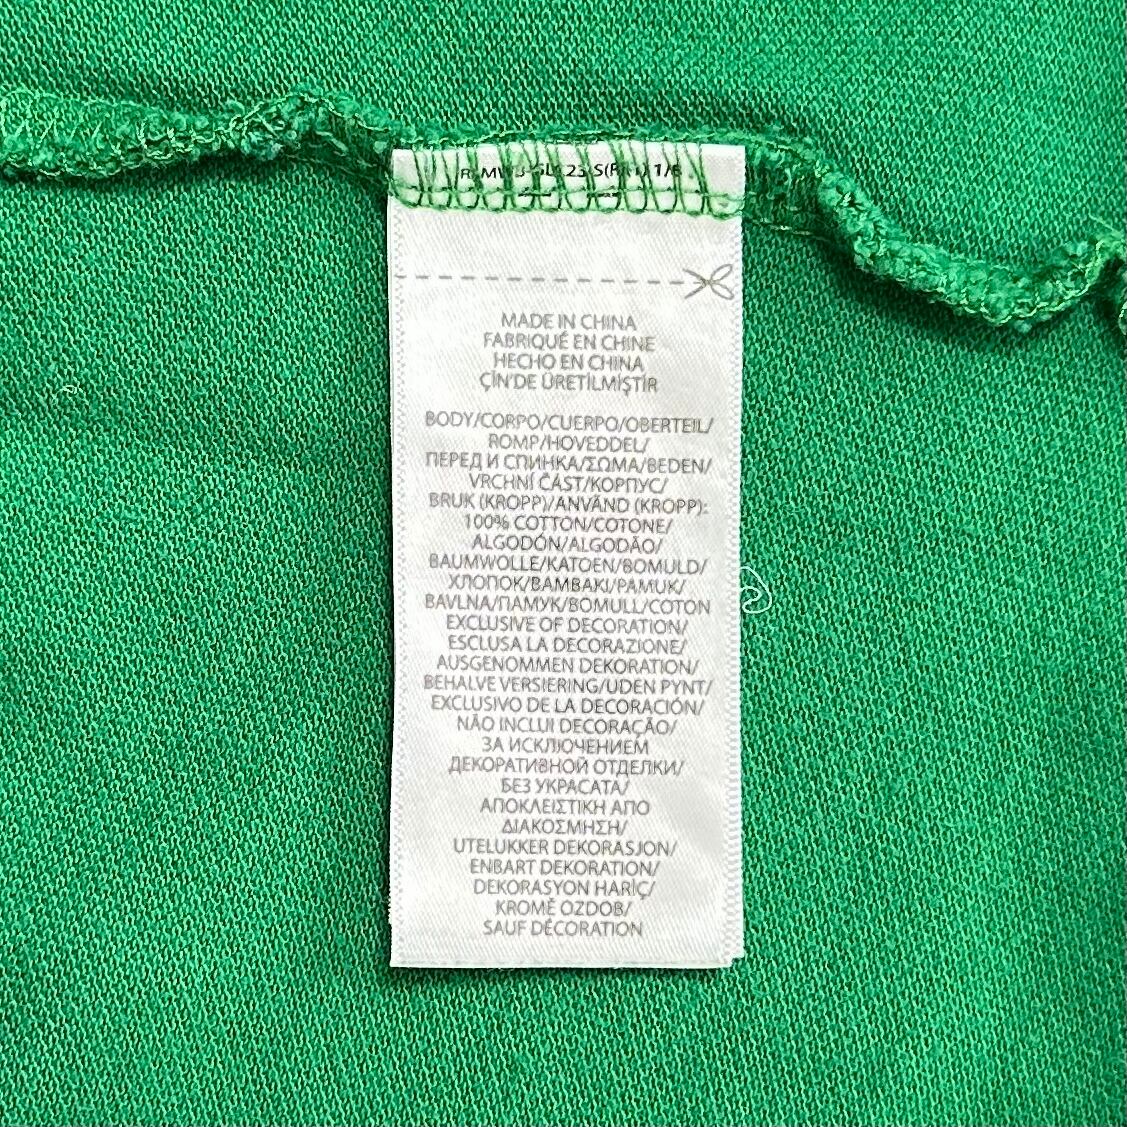 MADE IN CHINA
FABRIQUÉ EN CHINE
HECHO EN CHINA
ÇİN'DE ÜRETİLMİŞTİR
BODY/CORPO/CUERPO/OBERTEIL/
ROMP/HOVEDDEL/
ПЕРЕД И СПИНКА/ΣΩΜΑ/BEDEN/
VRCHNÍ ČÁST/КОРПУС/
BRUK (KROPP)/ANVÄND (KROPP):
100% COTTON/COTONE/
ALGODÓN/ALGODÃO/
BAUMWOLLE/KATOEN/BOMULD/
ХЛОПОК/ΒΑΜΒΑΚΙ/PAMUK/
BAVLNA/ПАМУК/BOMULL/COTON
EXCLUSIVE OF DECORATION/
ESCLUSA LA DECORAZIONE/
AUSGENOMMEN DEKORATION/
BEHALVE VERSIERING/UDEN PYNT/
EXCLUSIVO DE LA DECORACIÓN/
NÃO INCLUI DECORAÇÃO/
ЗА ИСКЛЮЧЕНИЕМ
ДЕКОРАТИВНОЙ ОТДЕЛКИ/
БЕЗ УКРАСАТА/
ΑΠΟΚΛΕΙΣΤΙΚΗ ΑΠΟ
ΔΙΑΚΟΣΜΗΣΗ/
UTELUKKER DEKORASJON/
ENBART DEKORATION/
DEKORASYON HARİÇ/
KROMĚ OZDOB/
SAUF DÉCORATION